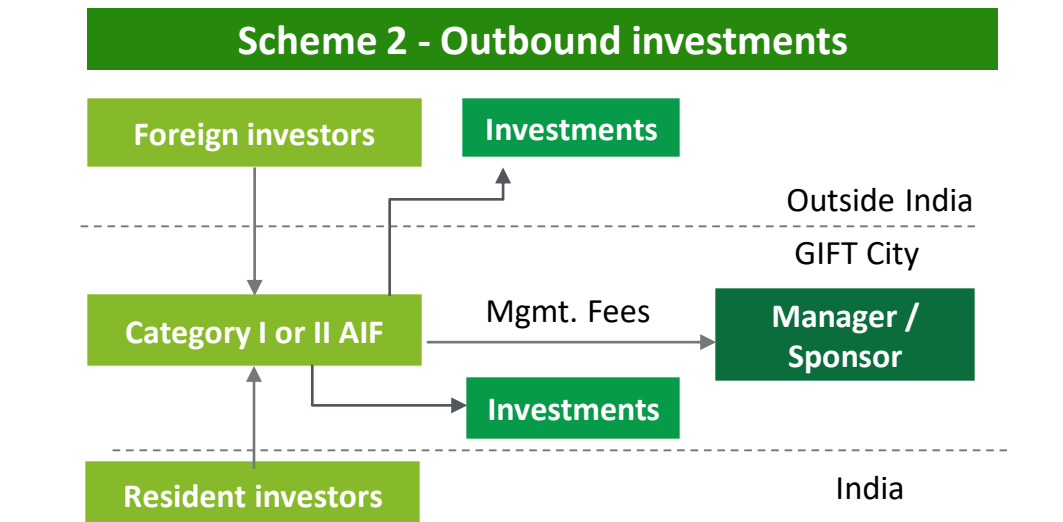 Scheme 2 - Outbound investments
Foreign investors
Investments
Outside India
GIFT City
Category I or II AIF
Mgmt. Fees
Manager /
Sponsor
Investments
Resident investors
India